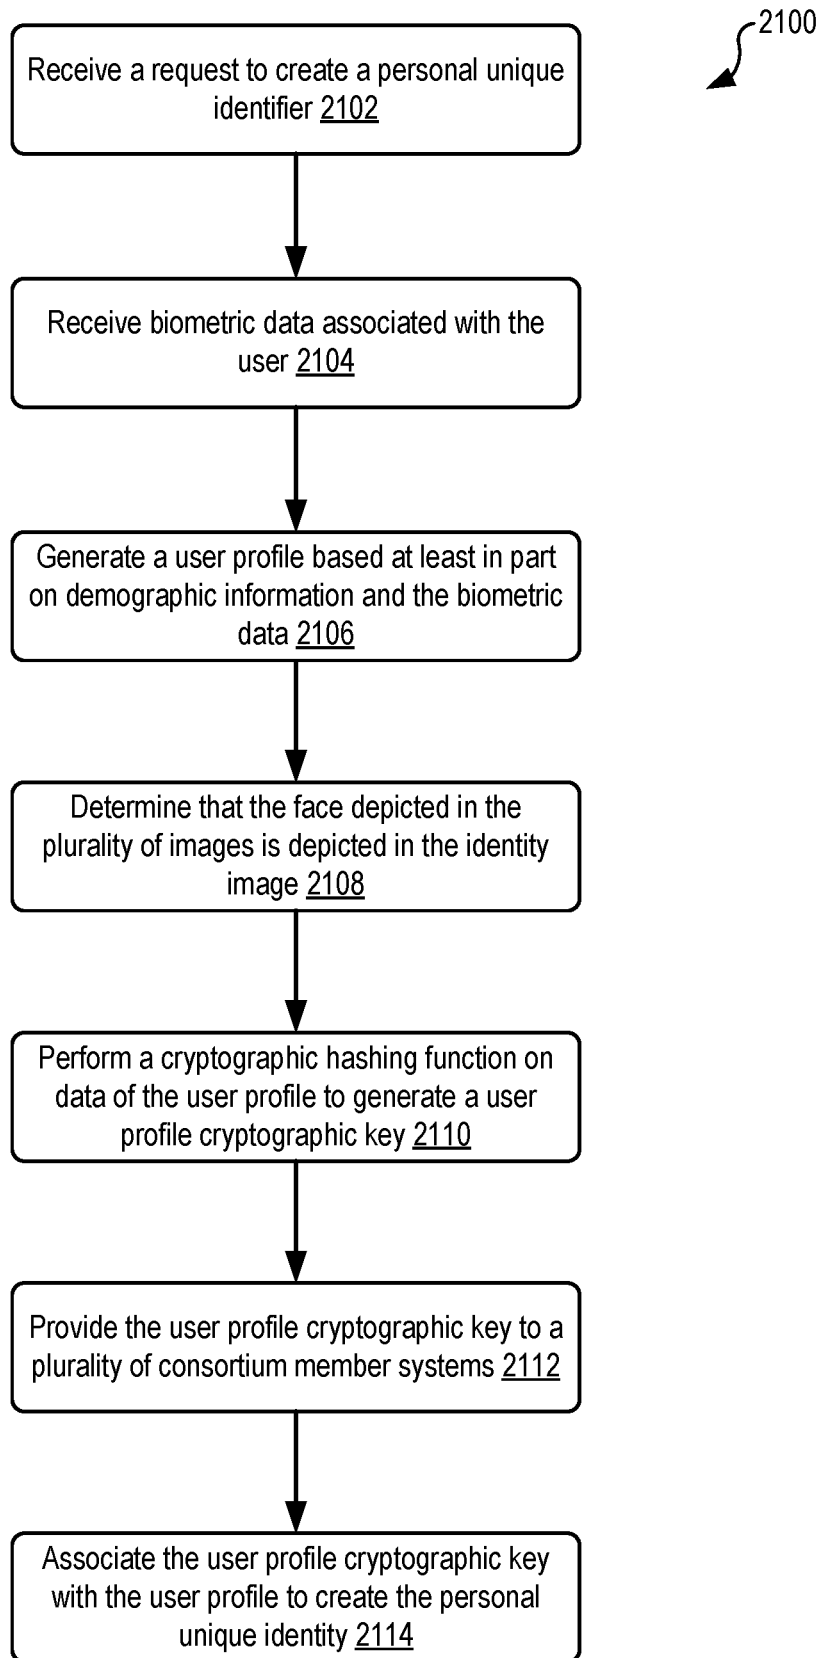 2100
Receive a request to create a personal unique
identifier 2102
Receive biometric data associated with the
user 2104
Generate a user profile based at least in part
on demographic information and the biometric
data 2106
Determine that the face depicted in the
plurality of images is depicted in the identity
image 2108
Perform a cryptographic hashing function on
data of the user profile to generate a user
profile cryptographic key 2110
Provide the user profile cryptographic key to a
plurality of consortium member systems 2112
Associate the user profile cryptographic key
with the user profile to create the personal
unique identity 2114